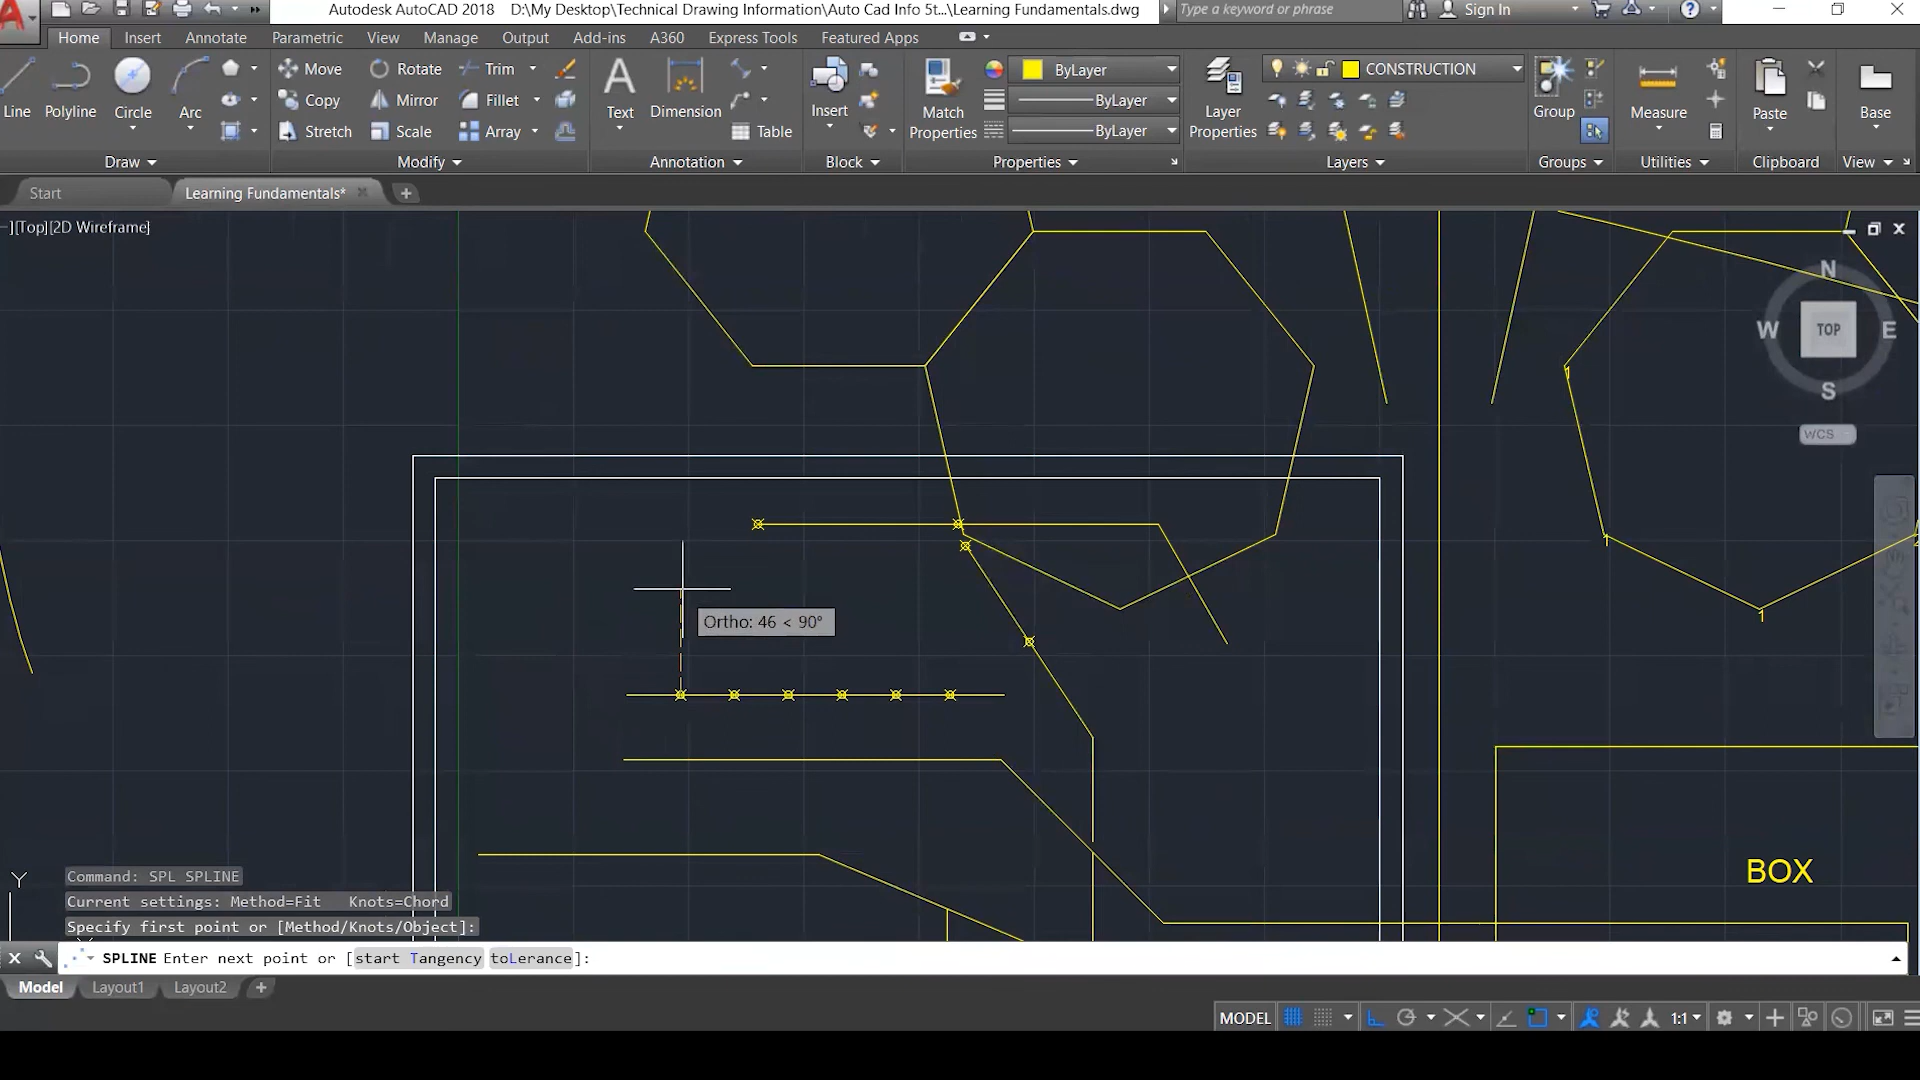 Autodesk AutoCAD 2018 D:\My Desktop\Technical Drawing Information\Auto Cad Info 5t...\Learning Fundamentals.dwg
Type a keyword or phrase
Sign In
Home Insert Annotate Parametric View Manage Output Add-ins A360 Express Tools Featured Apps
Line Polyline Circle Arc
Move Rotate Trim
Copy Mirror Fillet
Stretch Scale Array
Text Dimension Table
Insert
Match Properties
ByLayer
ByLayer
ByLayer
Layer Properties
CONSTRUCTION
Group Measure Paste Base
Draw Modify Annotation Block Properties Layers Groups Utilities Clipboard View
Start Learning Fundamentals*
][Top][2D Wireframe]
N
W TOP E
S
WCS
1
1
1
Ortho: 46 < 90°
BOX
Y
Command: SPL SPLINE
Current settings: Method=Fit Knots=Chord
Specify first point or [Method/Knots/Object]:
SPLINE Enter next point or [start Tangency toLerance]:
Model Layout1 Layout2
MODEL 1:1